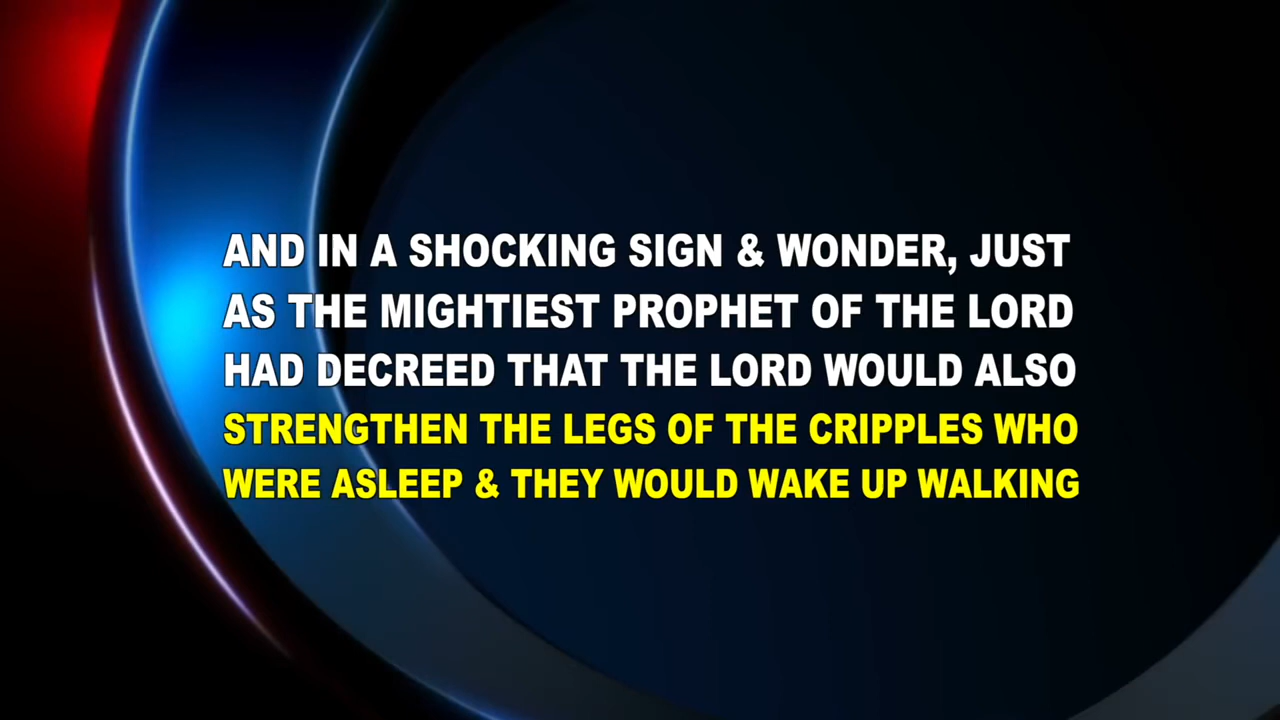 AND IN A SHOCKING SIGN & WONDER, JUST
AS THE MIGHTIEST PROPHET OF THE LORD
HAD DECREED THAT THE LORD WOULD ALSO
STRENGTHEN THE LEGS OF THE CRIPPLES WHO
WERE ASLEEP & THEY WOULD WAKE UP WALKING